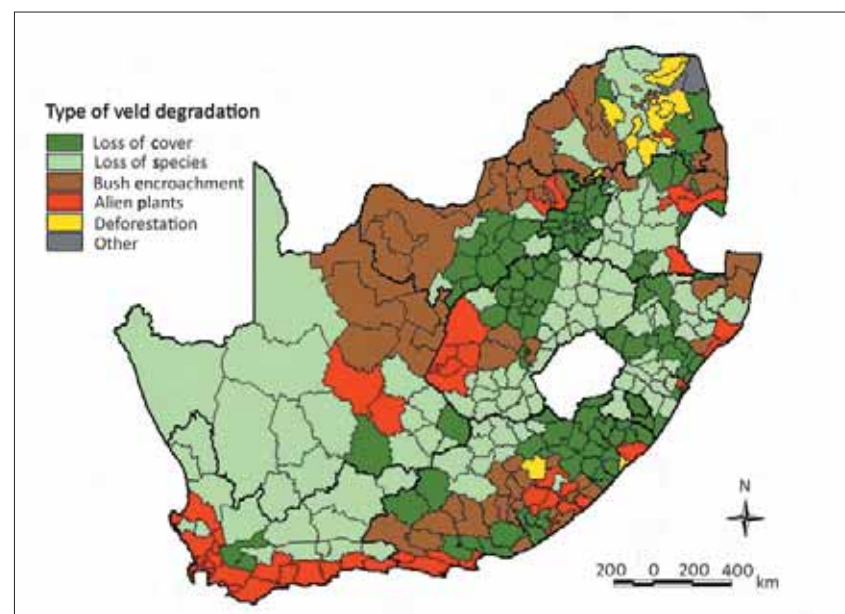 Type of veld degradation
Loss of cover
Loss of species
Bush encroachment
Alien plants
Deforestation
Other
N
200 0 200 400
km